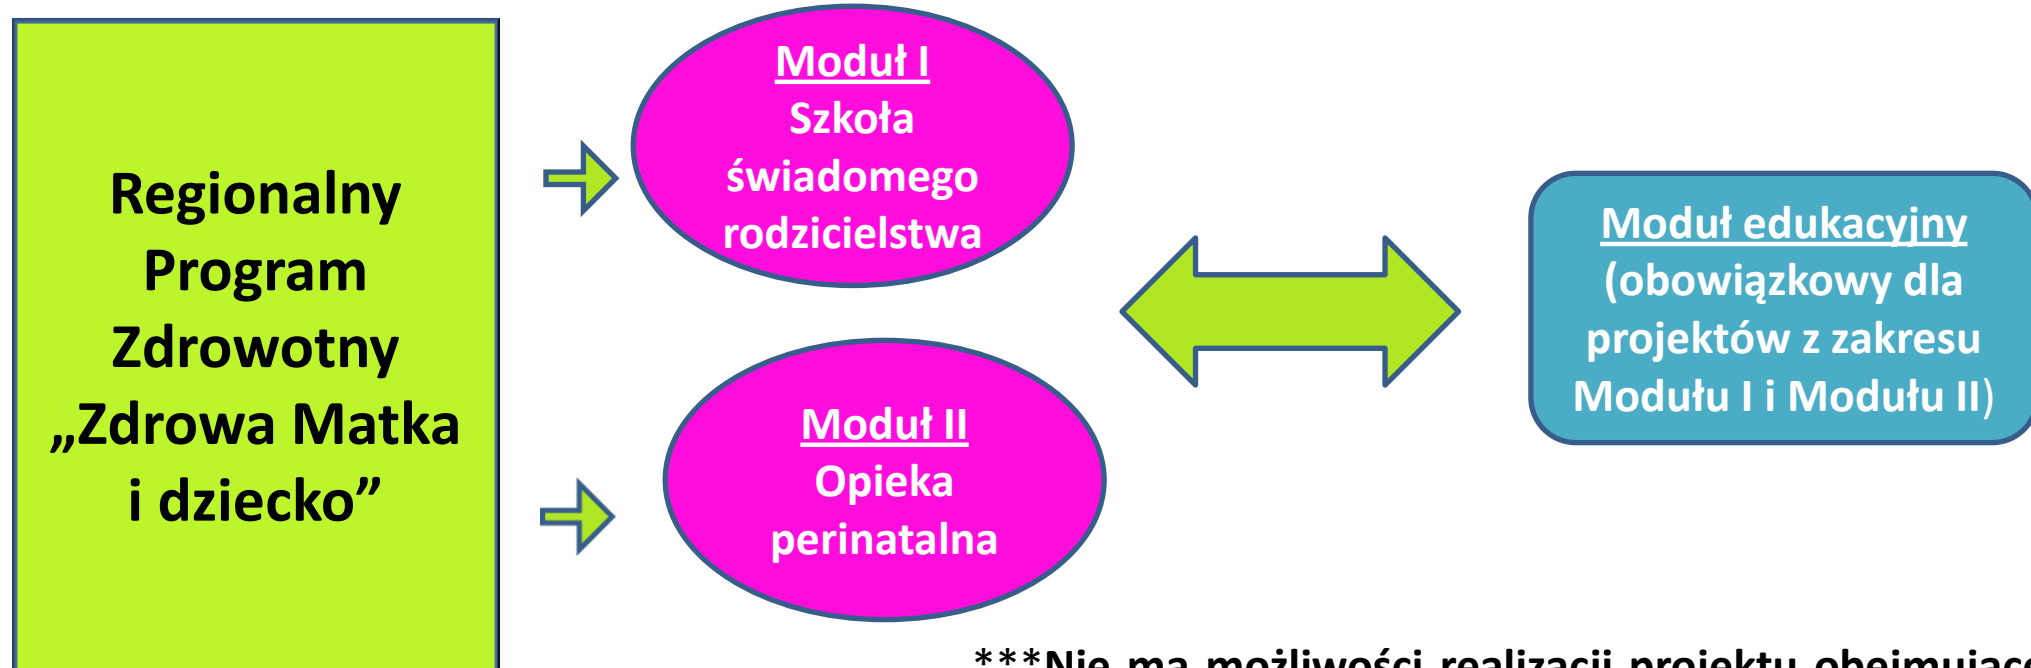 Regionalny
Program
Zdrowotny
„Zdrowa Matka
i dziecko”
Moduł I
Szkoła
świadomego
rodzicielstwa
Moduł II
Opieka
perinatalna
Moduł edukacyjny
(obowiązkowy dla
projektów z zakresu
Modułu I i Modułu II)
***Nie ma możliwości realizacji projektu